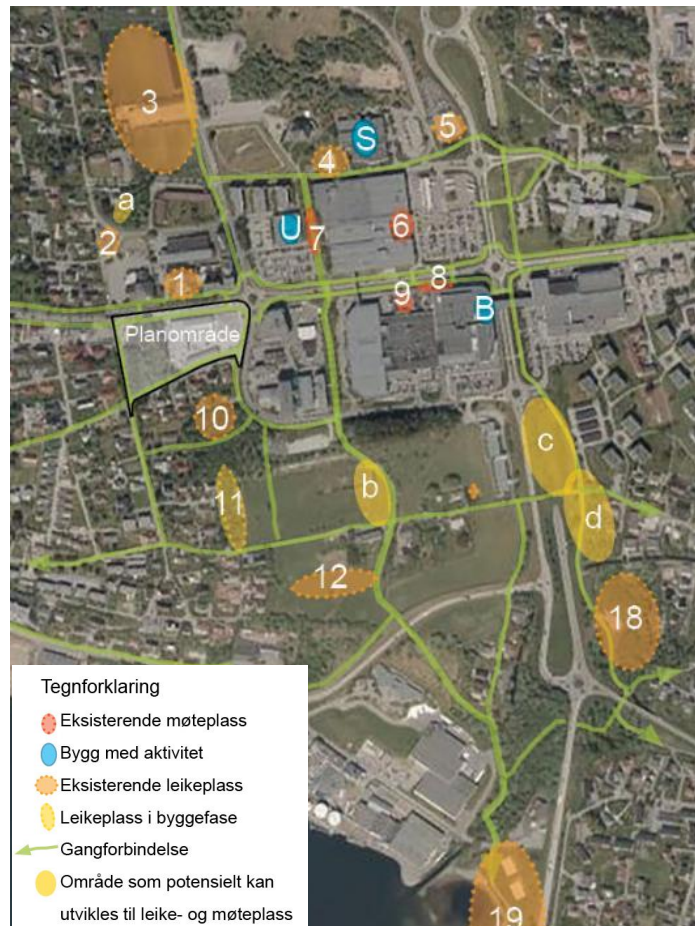 3
S
5
4
a
U
7
6
2
1
8
9
B
Planområde
10
c
11
b
d
12
18
Tegnforklaring
Eksisterende møteplass
Bygg med aktivitet
Eksisterende leikeplass
Leikeplass i byggefase
Gangforbindelse
Område som potensielt kan
utvikles til leike- og møteplass
19